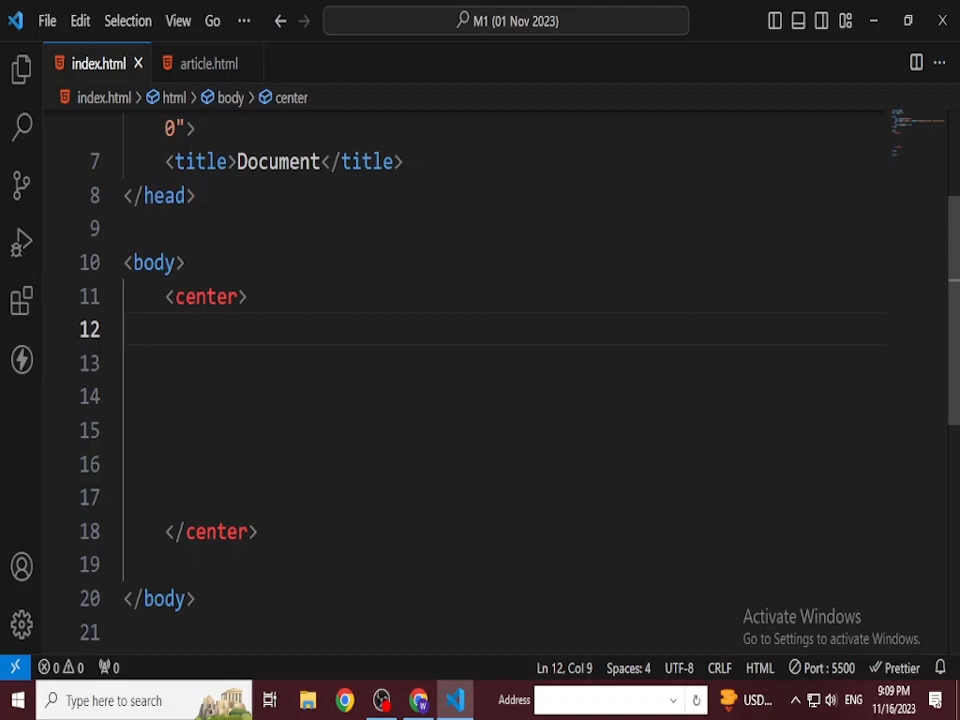 File Edit Selection View Go ··· M1 (01 Nov 2023)
index.html article.html
index.html > html > body > center
0">
7 <title>Document</title>
8 </head>
9
10 <body>
11 <center>
12
13
14
15
16
17
18 </center>
19
20 </body>
21
Activate Windows
Go to Settings to activate Windows.
0 0 0 Ln 12, Col 9 Spaces: 4 UTF-8 CRLF HTML Port : 5500 Prettier
Type here to search Address USD... ENG 9:09 PM
11/16/2023